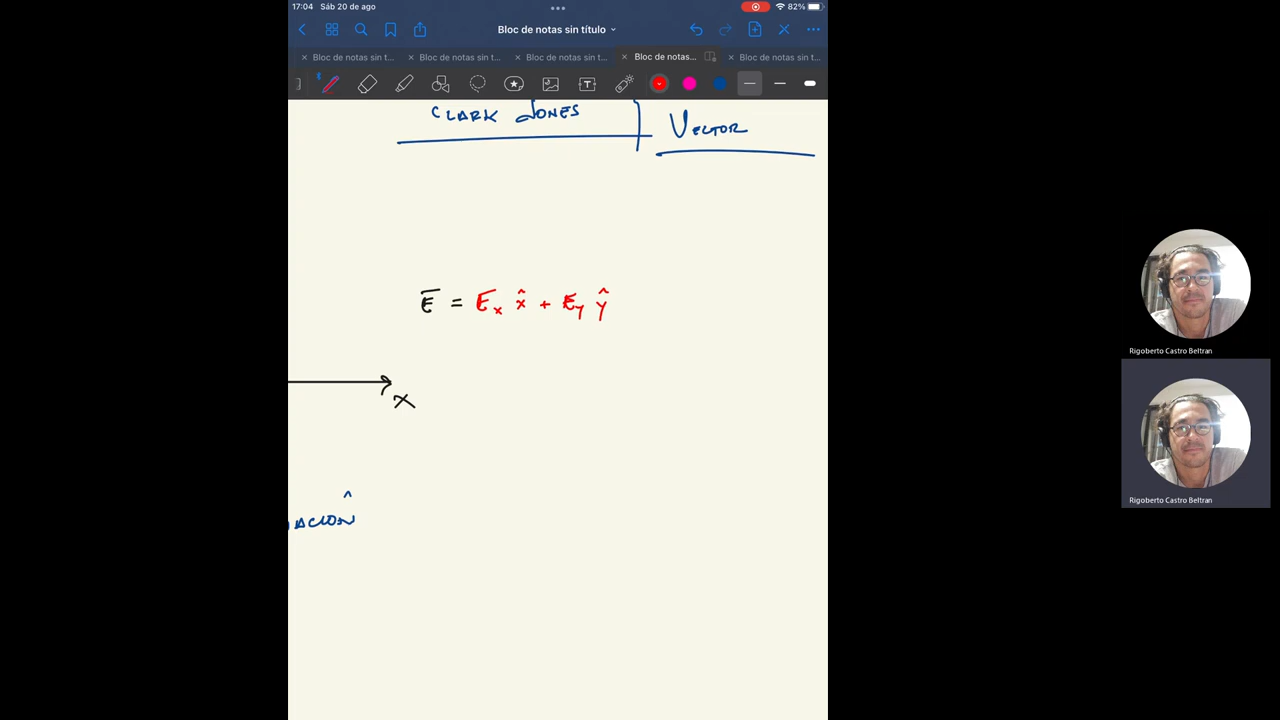 17:04 Sáb 20 de ago
82%
Bloc de notas sin título
Bloc de notas sin t...
Bloc de notas sin t...
Bloc de notas sin t...
Bloc de notas...
Bloc de notas sin tít...
CLARK JONES
VECTOR
E̅ = E̅x x̂ + Ey ŷ
x
ACIÓN
Rigoberto Castro Beltran
Rigoberto Castro Beltran